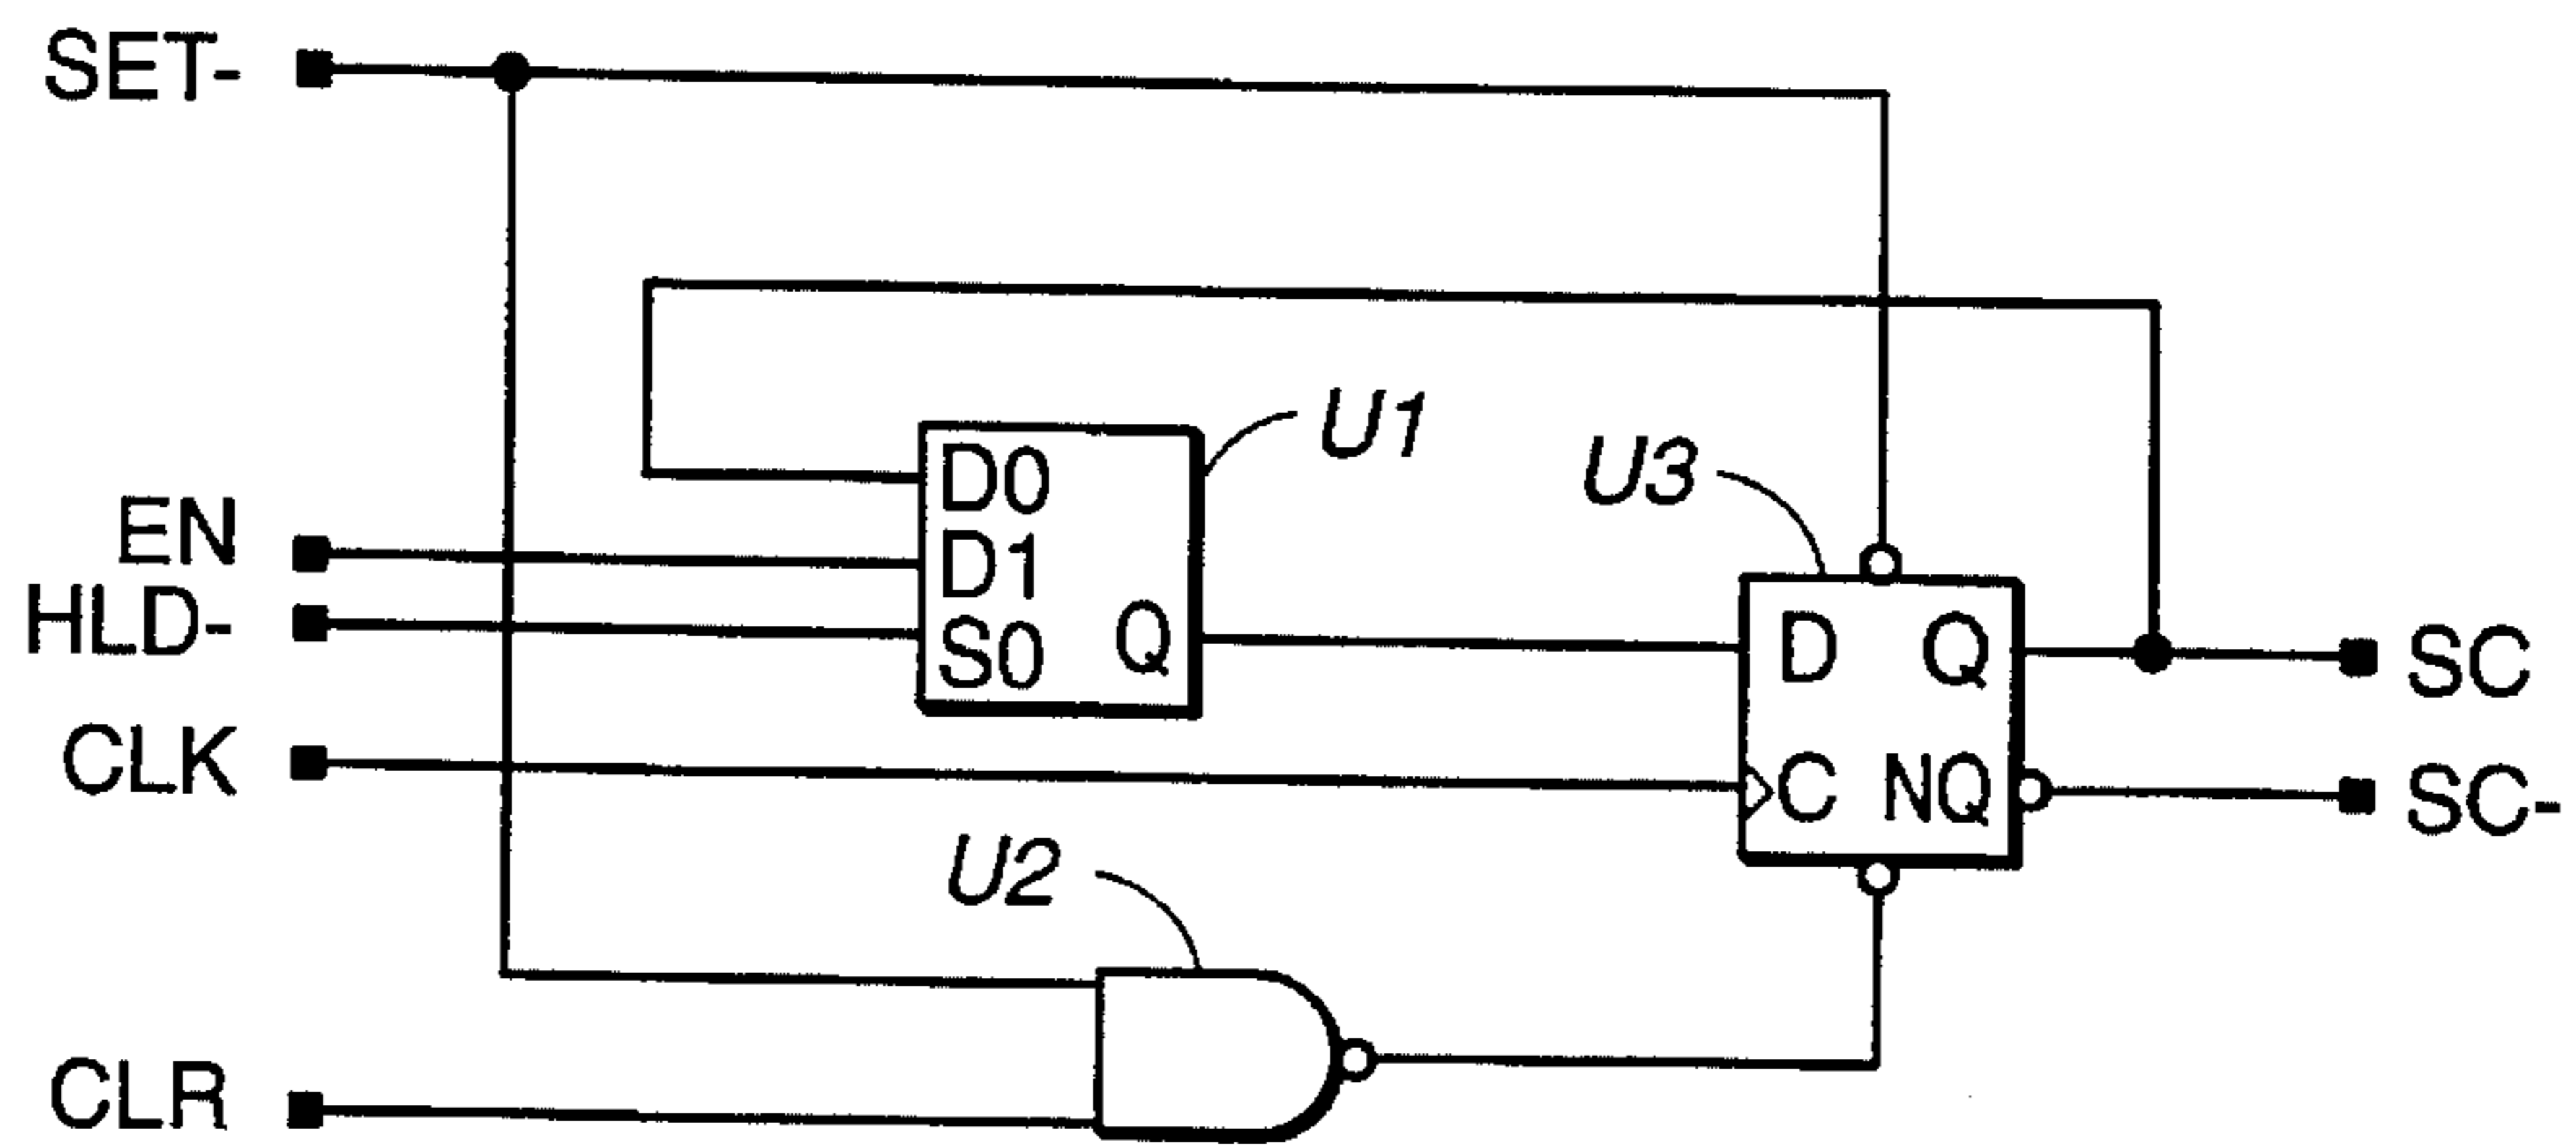 SET-
U1
U3
D0
EN
D1
HLD-
S0 Q
D Q
SC
CLK
C NQ
SC-
U2
CLR